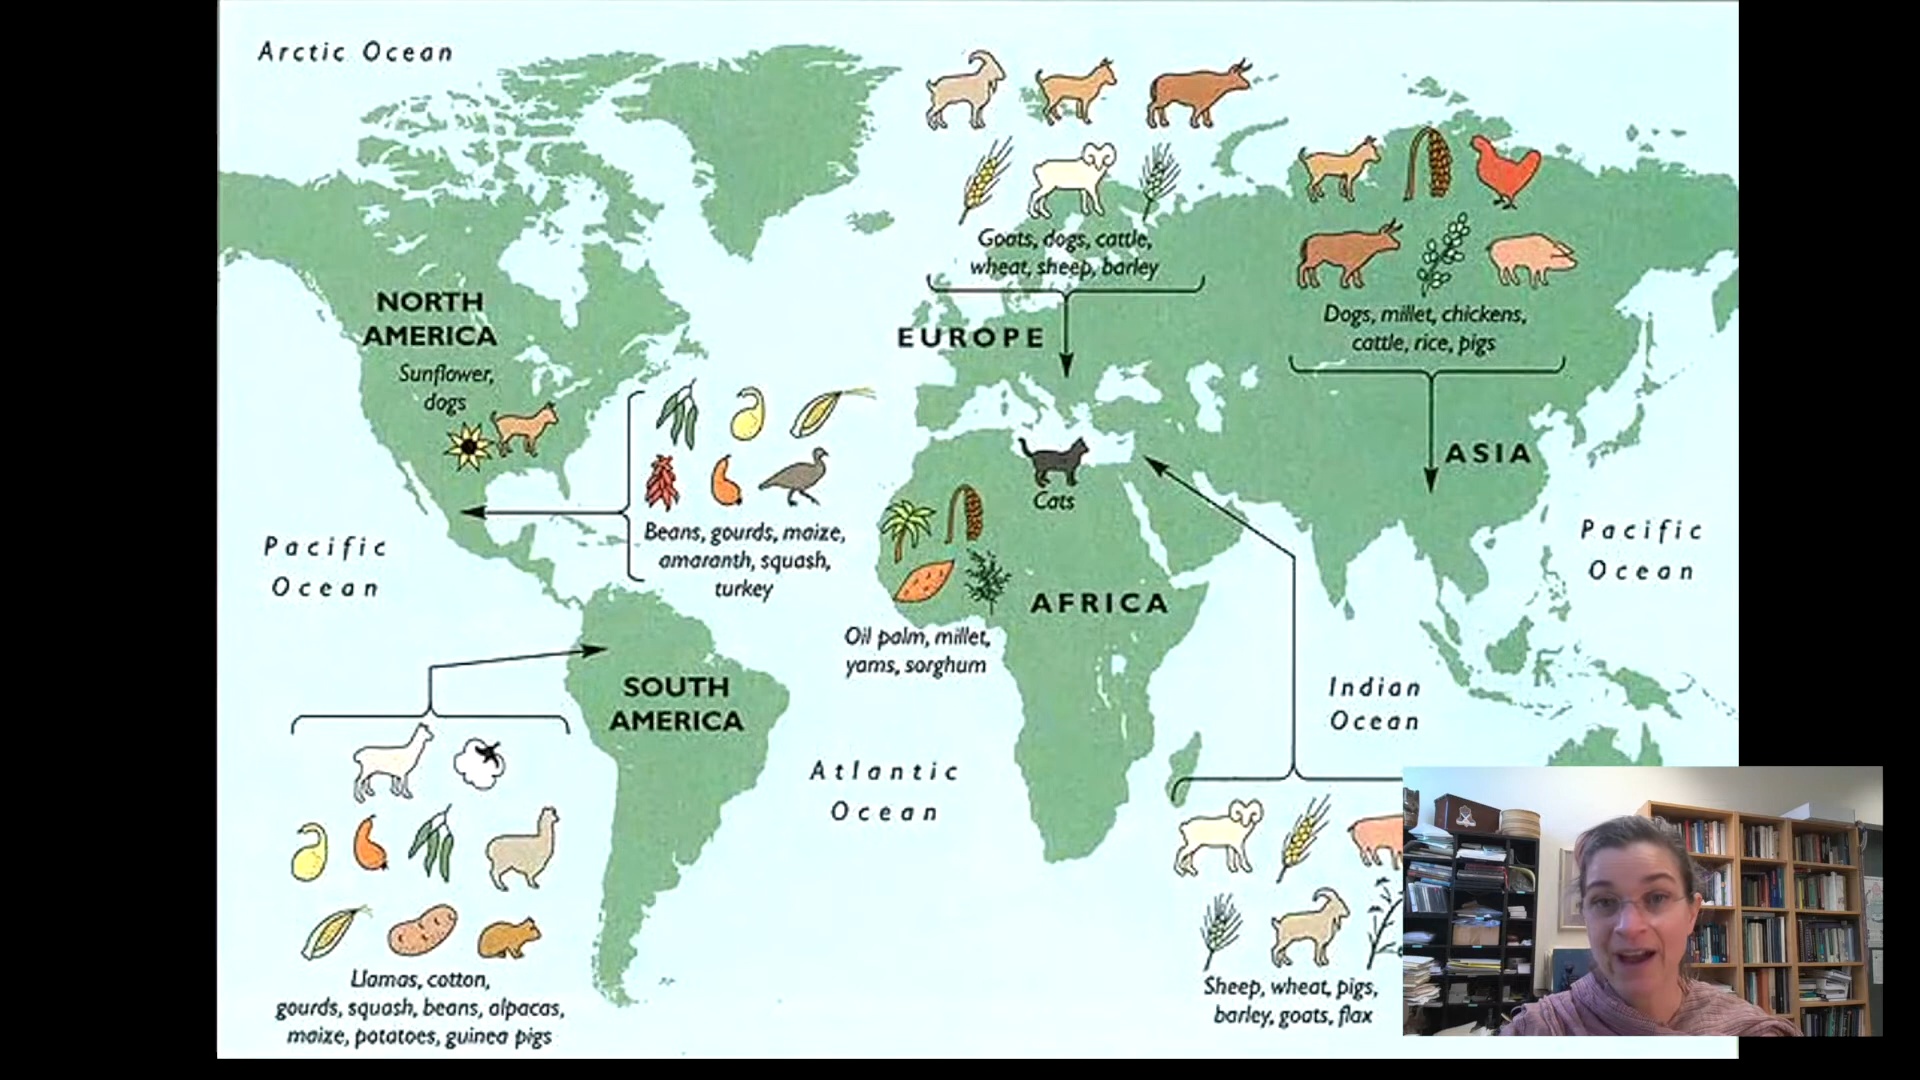 Arctic Ocean
Goats, dogs, cattle,
wheat, sheep, barley
NORTH
AMERICA
Sunflower,
dogs
EUROPE
Dogs, millet, chickens,
cattle, rice, pigs
ASIA
Cats
Beans, gourds, maize,
amaranth, squash,
turkey
Pacific
Ocean
Pacific
Ocean
AFRICA
Oil palm, millet,
yams, sorghum
SOUTH
AMERICA
Indian
Ocean
Atlantic
Ocean
Llamas, cotton,
gourds, squash, beans, alpacas,
maize, potatoes, guinea pigs
Sheep, wheat, pigs,
barley, goats, flax